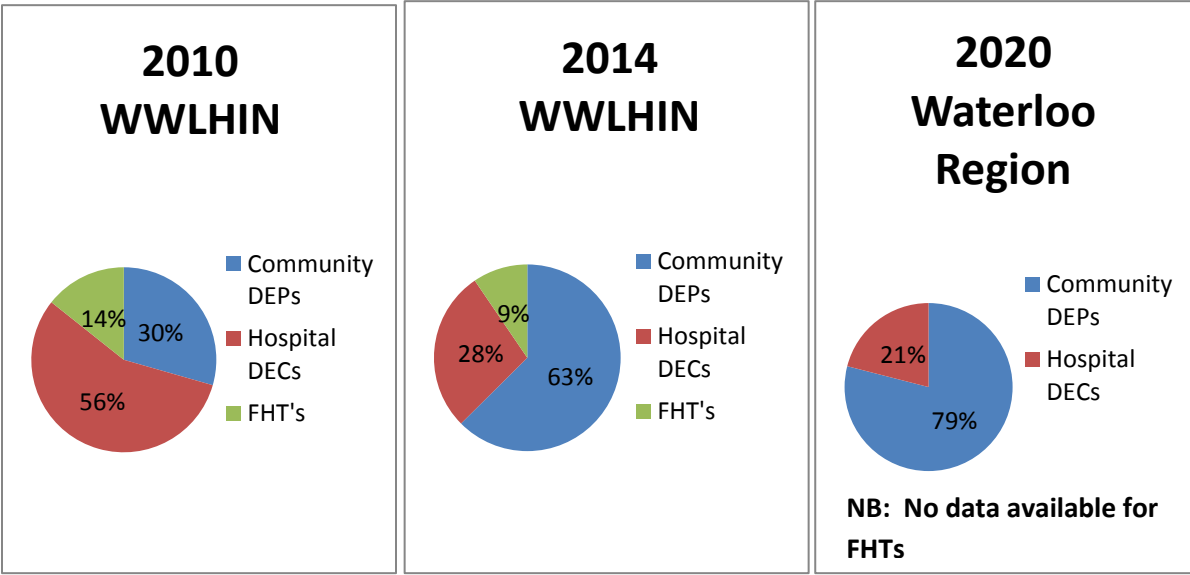 2010
WWLHIN
14%
30%
56%
Community
DEPs
Hospital
DECs
FHT's
2014
WWLHIN
9%
28%
63%
Community
DEPs
Hospital
DECs
FHT's
2020
Waterloo
Region
21%
79%
Community
DEPs
Hospital
DECs
NB:  No data available for
FHTs